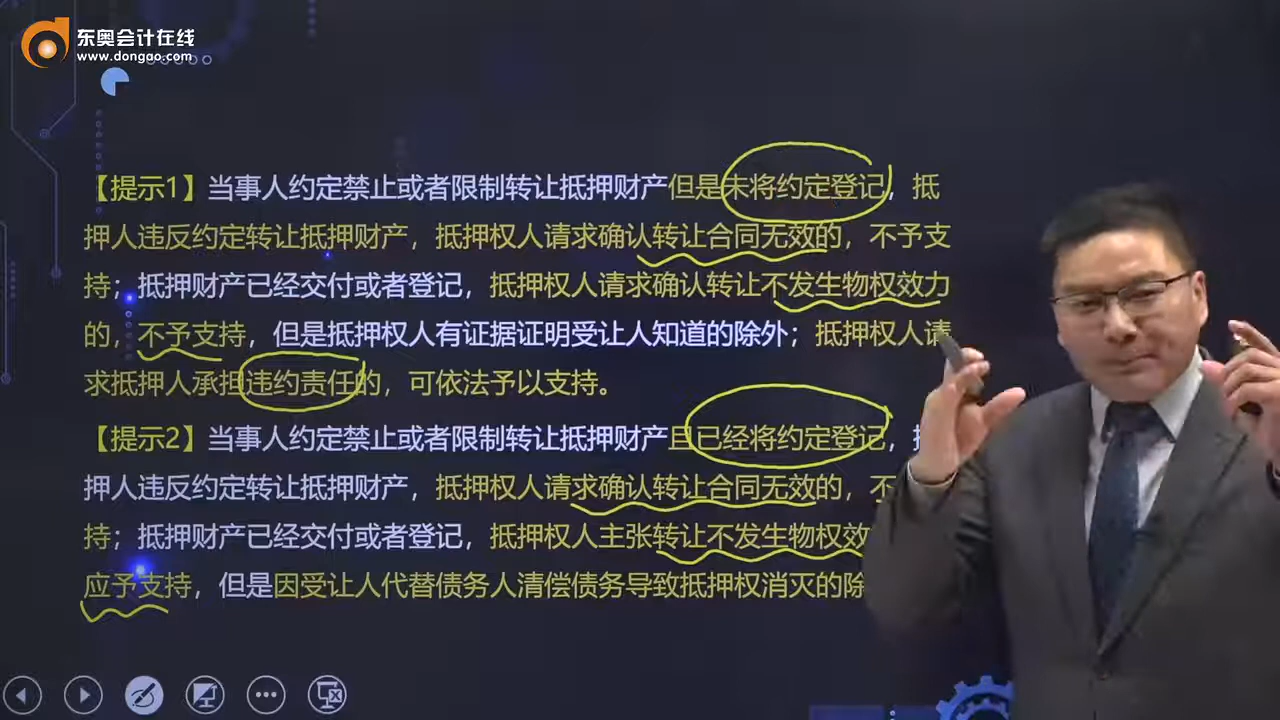 东奥会计在线
www.dongao.com
【提示1】当事人约定禁止或者限制转让抵押财产但是未将约定登记，抵
押人违反约定转让抵押财产，抵押权人请求确认转让合同无效的，不予支
持；抵押财产已经交付或者登记，抵押权人请求确认转让不发生物权效力
的，不予支持，但是抵押权人有证据证明受让人知道的除外；抵押权人请
求抵押人承担违约责任的，可依法予以支持。
【提示2】当事人约定禁止或者限制转让抵押财产且已经将约定登记，
押人违反约定转让抵押财产，抵押权人请求确认转让合同无效的，不
持；抵押财产已经交付或者登记，抵押权人主张转让不发生物权效
应予支持，但是因受让人代替债务人清偿债务导致抵押权消灭的除